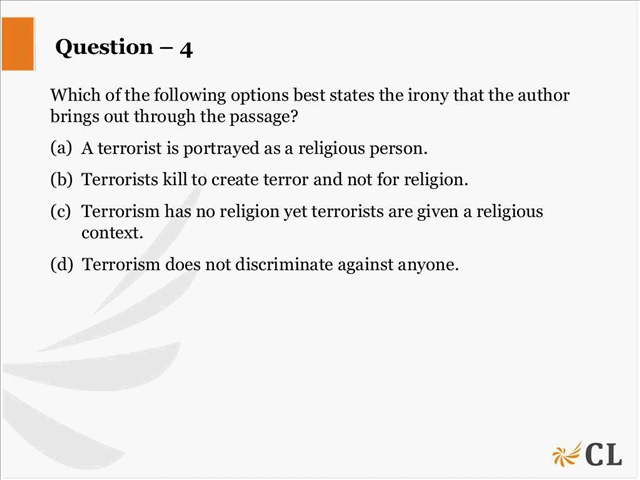 Question – 4
Which of the following options best states the irony that the author
brings out through the passage?
(a) A terrorist is portrayed as a religious person.
(b) Terrorists kill to create terror and not for religion.
(c) Terrorism has no religion yet terrorists are given a religious
context.
(d) Terrorism does not discriminate against anyone.
CL